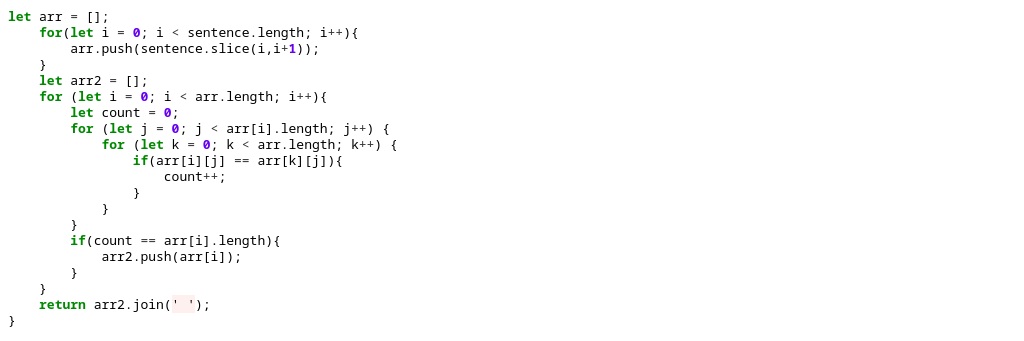 let arr = [];
    for(let i = 0; i < sentence.length; i++){
        arr.push(sentence.slice(i,i+1));
    }
    let arr2 = [];
    for (let i = 0; i < arr.length; i++){
        let count = 0;
        for (let j = 0; j < arr[i].length; j++) {
            for (let k = 0; k < arr.length; k++) {
                if(arr[i][j] == arr[k][j]){
                    count++;
                }
            }
        }
        if(count == arr[i].length){
            arr2.push(arr[i]);
        }
    }
    return arr2.join(' ');
}